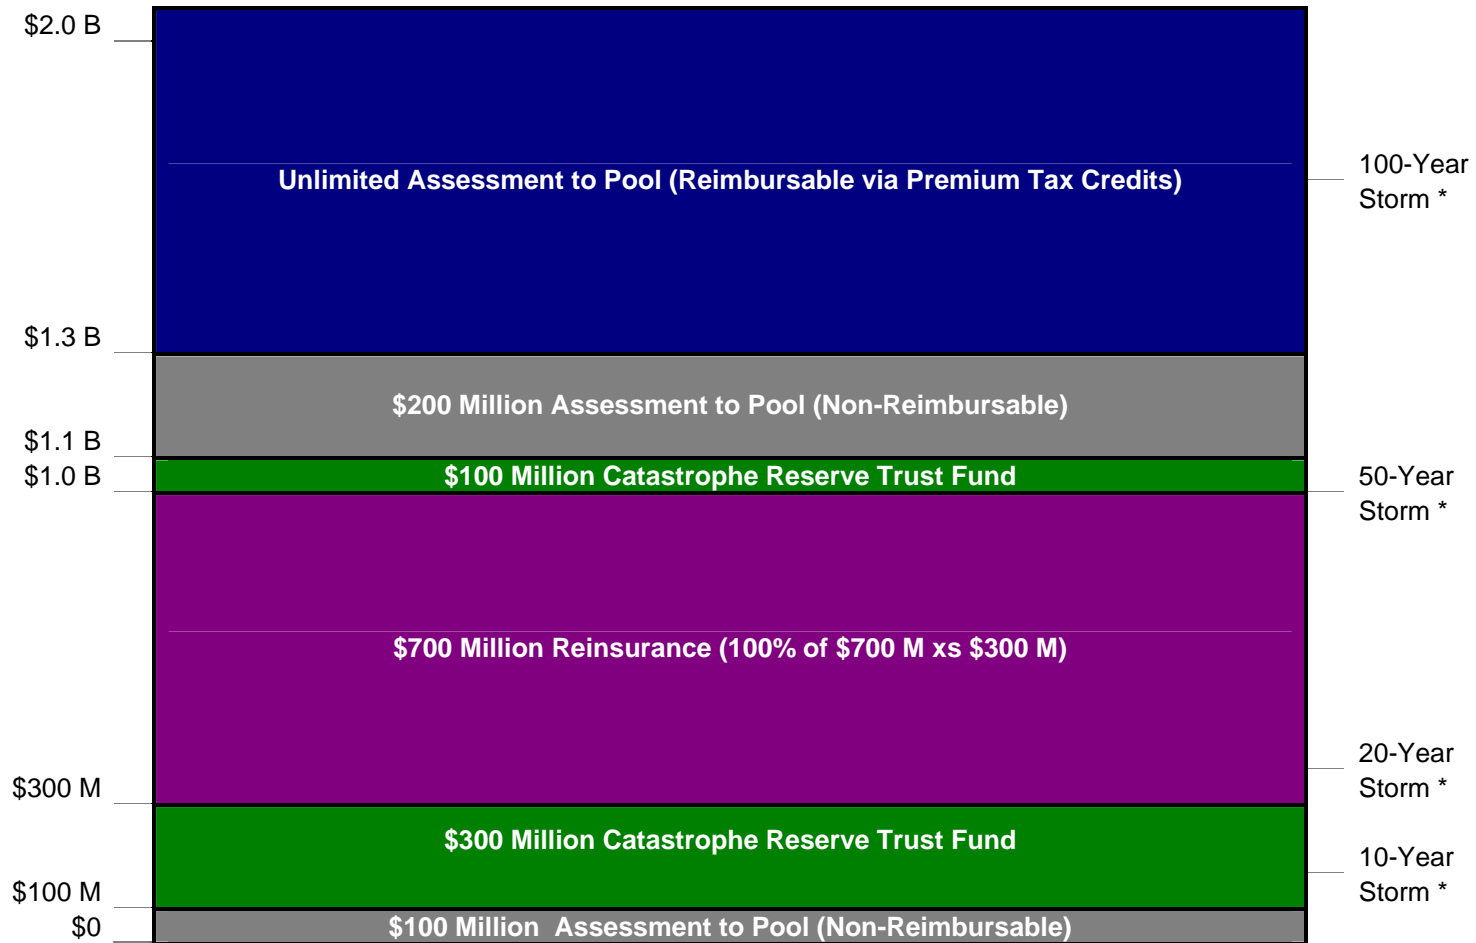 $2.0 B
100-Year
Storm *
Unlimited Assessment to Pool (Reimbursable via Premium Tax Credits)
$1.3 B
$200 Million Assessment to Pool (Non-Reimbursable)
$1.1 B
$1.0 B
$100 Million Catastrophe Reserve Trust Fund
50-Year
Storm *
$700 Million Reinsurance (100% of $700 M xs $300 M)
20-Year
Storm *
$300 M
$300 Million Catastrophe Reserve Trust Fund
10-Year
Storm *
$100 M
$0
$100 Million  Assessment to Pool (Non-Reimbursable)